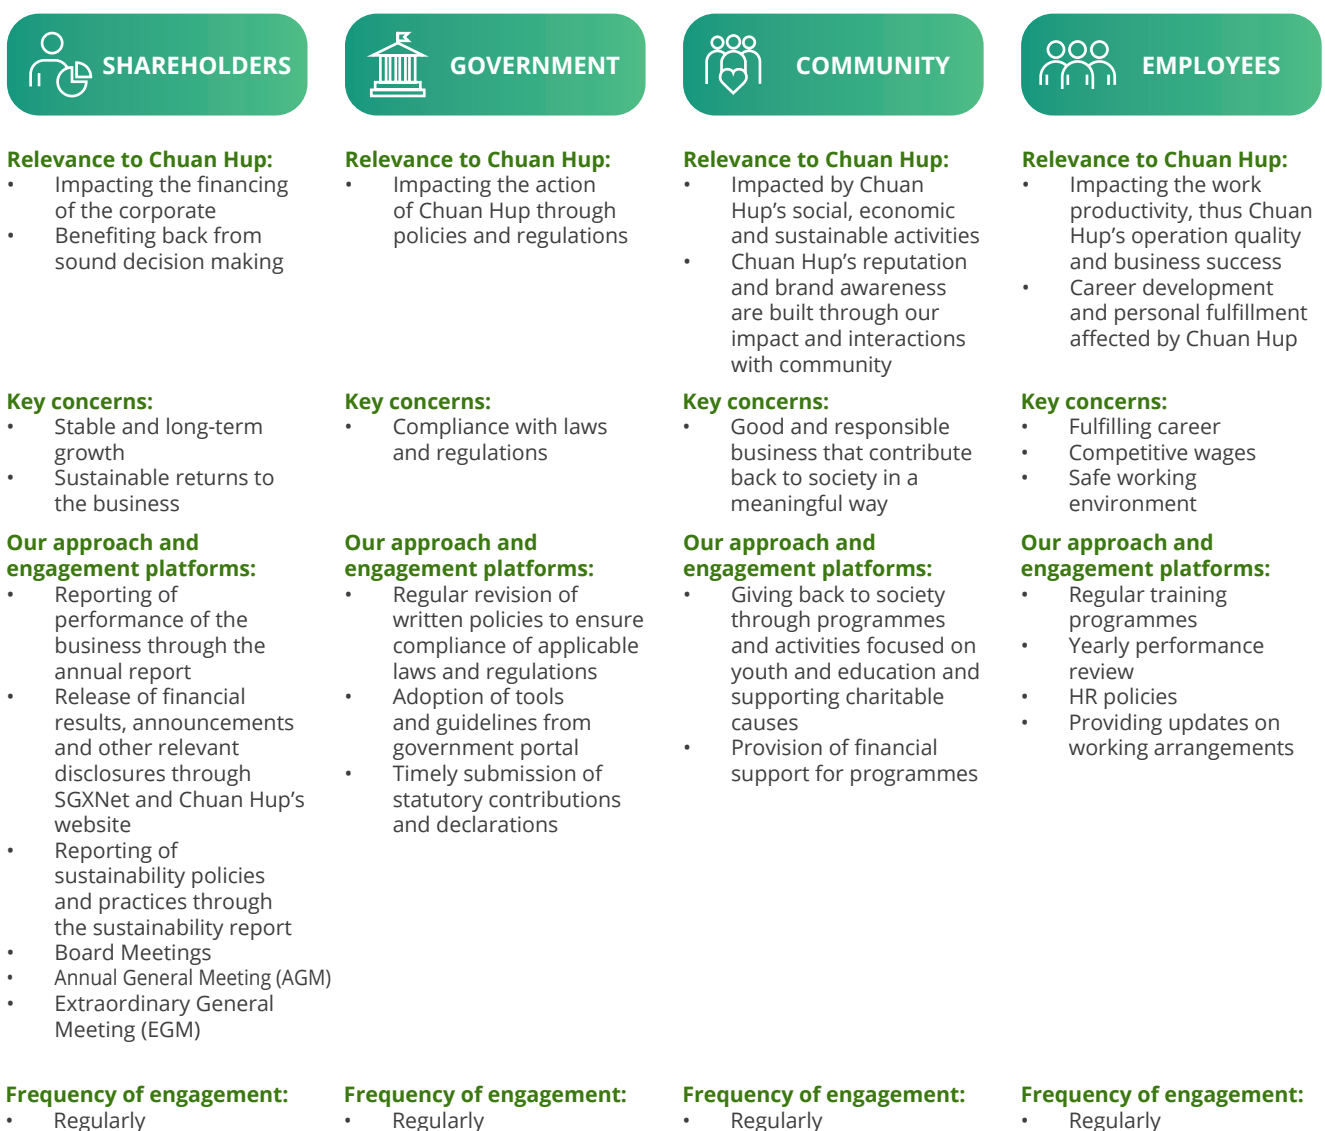 SHAREHOLDERS
Relevance to Chuan Hup:
• Impacting the financing
of the corporate
• Benefiting back from
sound decision making
Key concerns:
• Stable and long-term
growth
• Sustainable returns to
the business
Our approach and
engagement platforms:
• Reporting of
performance of the
business through the
annual report
• Release of financial
results, announcements
and other relevant
disclosures through
SGXNet and Chuan Hup's
website
• Reporting of
sustainability policies
and practices through
the sustainability report
• Board Meetings
• Annual General Meeting (AGM)
• Extraordinary General
Meeting (EGM)
Frequency of engagement:
• Regularly
GOVERNMENT
Relevance to Chuan Hup:
• Impacting the action
of Chuan Hup through
policies and regulations
Key concerns:
• Compliance with laws
and regulations
Our approach and
engagement platforms:
• Regular revision of
written policies to ensure
compliance of applicable
laws and regulations
• Adoption of tools
and guidelines from
government portal
• Timely submission of
statutory contributions
and declarations
Frequency of engagement:
• Regularly
COMMUNITY
Relevance to Chuan Hup:
• Impacted by Chuan
Hup's social, economic
and sustainable activities
• Chuan Hup's reputation
and brand awareness
are built through our
impact and interactions
with community
Key concerns:
• Good and responsible
business that contribute
back to society in a
meaningful way
Our approach and
engagement platforms:
• Giving back to society
through programmes
and activities focused on
youth and education and
supporting charitable
causes
• Provision of financial
support for programmes
Frequency of engagement:
• Regularly
EMPLOYEES
Relevance to Chuan Hup:
• Impacting the work
productivity, thus Chuan
Hup's operation quality
and business success
• Career development
and personal fulfillment
affected by Chuan Hup
Key concerns:
• Fulfilling career
• Competitive wages
• Safe working
environment
Our approach and
engagement platforms:
• Regular training
programmes
• Yearly performance
review
• HR policies
• Providing updates on
working arrangements
Frequency of engagement:
• Regularly